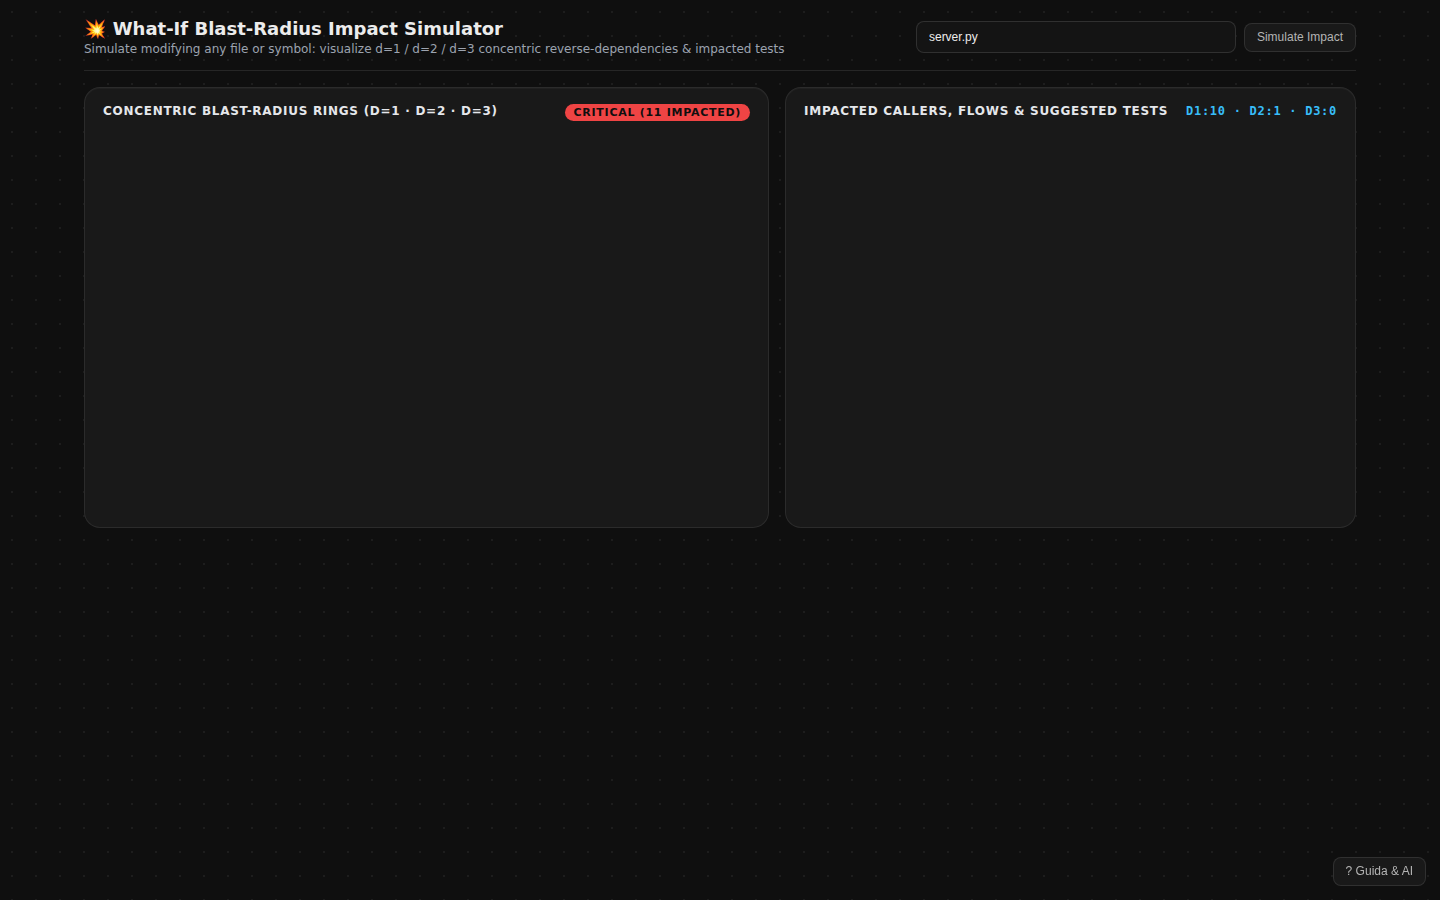 💥 What-If Blast-Radius Impact Simulator
Simulate modifying any file or symbol: visualize d=1 / d=2 / d=3 concentric reverse-dependencies & impacted tests
server.py
Simulate Impact
CONCENTRIC BLAST-RADIUS RINGS (D=1 · D=2 · D=3)
CRITICAL (11 IMPACTED)
IMPACTED CALLERS, FLOWS & SUGGESTED TESTS
D1:10 · D2:1 · D3:0
? Guida & AI